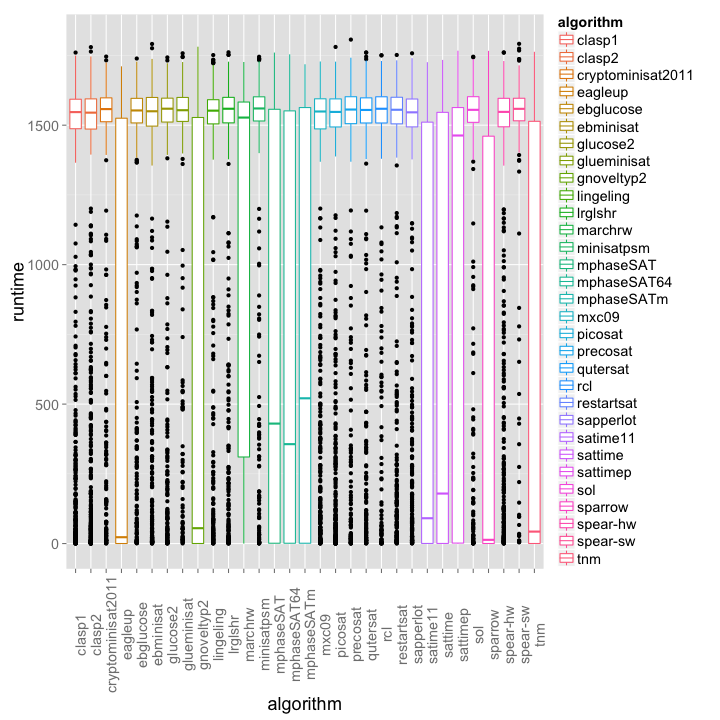 runtime
1500
1000
500
0
clasp1
clasp2
cryptominisat2011
eagleup
ebglucose
ebminisat
glucose2
glueminisat
gnoveltyp2
lingeling
lrglshr
marchrw
minisatpsm
mphaseSAT
mphaseSAT64
mphaseSATm
mxc09
picosat
precosat
qutersat
rcl
restartsat
sapperlot
satime11
sattime
sattimep
sol
sparrow
spear-hw
spear-sw
tnm
algorithm
algorithm
clasp1
clasp2
cryptominisat2011
eagleup
ebglucose
ebminisat
glucose2
glueminisat
gnoveltyp2
lingeling
lrglshr
marchrw
minisatpsm
mphaseSAT
mphaseSAT64
mphaseSATm
mxc09
picosat
precosat
qutersat
rcl
restartsat
sapperlot
satime11
sattime
sattimep
sol
sparrow
spear-hw
spear-sw
tnm